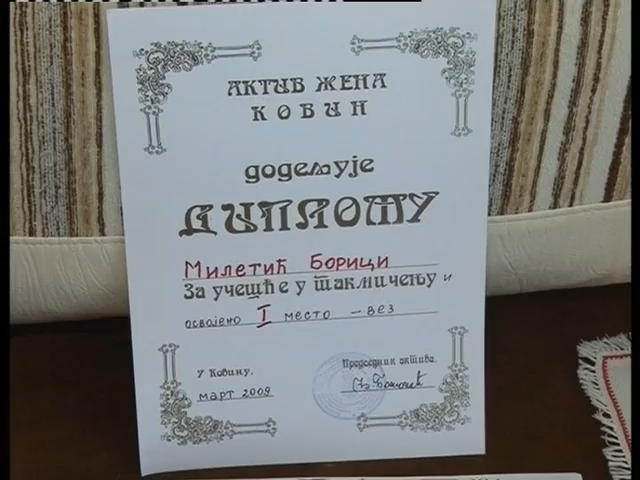 АКТИВ ЖЕНА
КОВИН
додељује
ДИПЛОМУ
Милетић Борици
За учешће у такмичењу и
освојено I место - вез
У Ковину,
март 2009
Председник актива